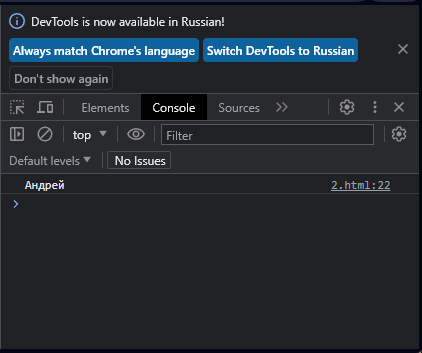 DevTools is now available in Russian!
Always match Chrome's language Switch DevTools to Russian
Don't show again
Elements Console Sources
top Filter
Default levels No Issues
Андрей 2.html:22